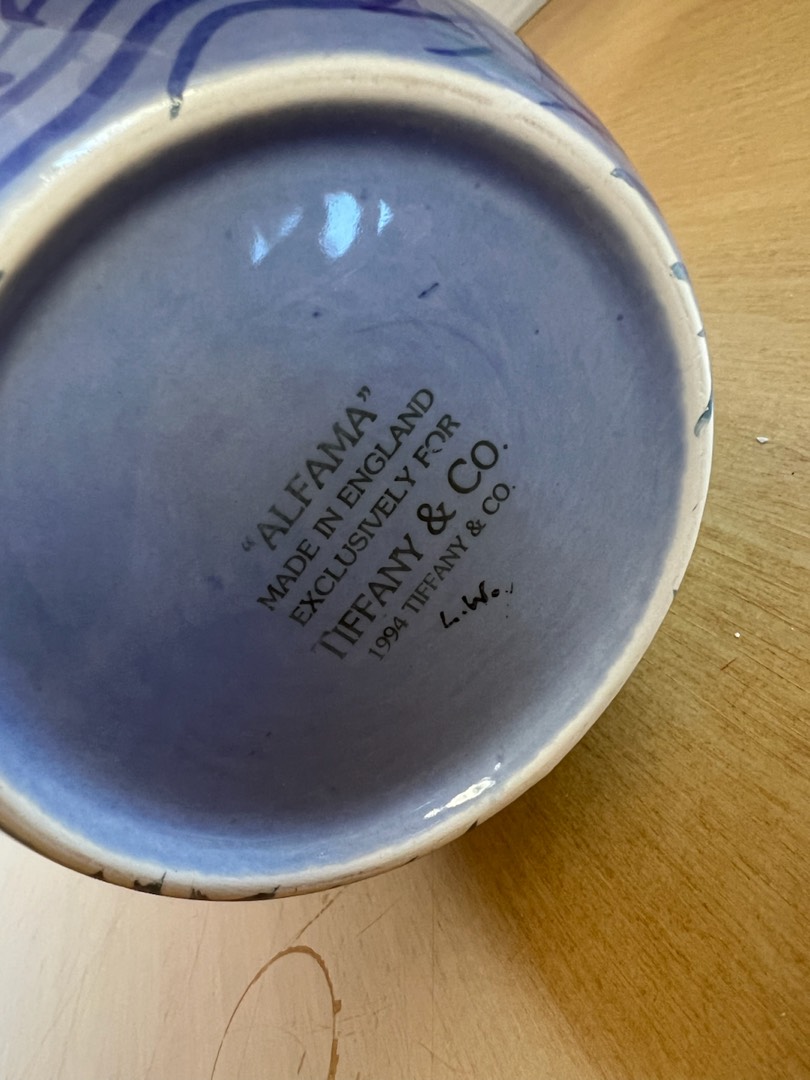 "ALFAMA"
MADE IN ENGLAND
EXCLUSIVELY FOR
TIFFANY & CO.
1994 TIFFANY & CO.
L.W.